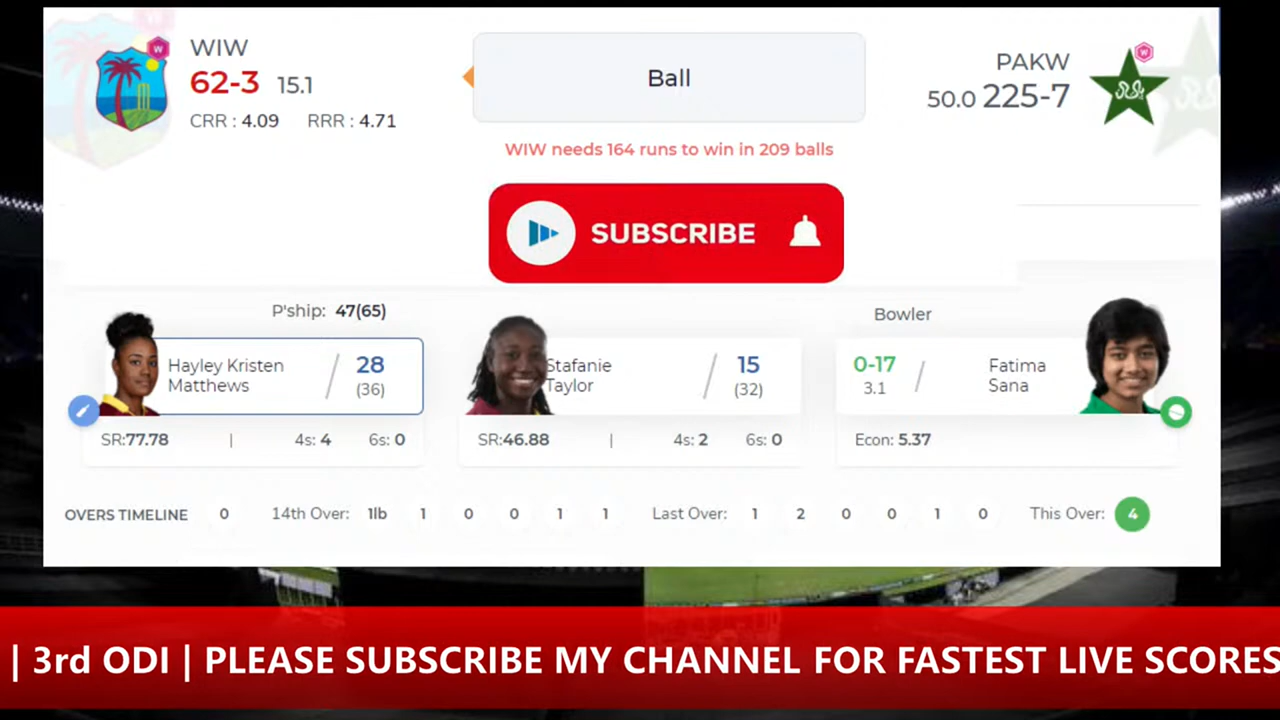 WIW
62-3 15.1
CRR : 4.09 RRR : 4.71
Ball
PAKW
50.0 225-7
WIW needs 164 runs to win in 209 balls
SUBSCRIBE
P'ship: 47(65)
Hayley Kristen Matthews
28
(36)
SR:77.78 | 4s: 4 6s: 0
Stafanie Taylor
15
(32)
SR:46.88 | 4s: 2 6s: 0
Bowler
0-17
3.1
Fatima Sana
Econ: 5.37
OVERS TIMELINE 0 14th Over: 1lb 1 0 0 1 1 Last Over: 1 2 0 0 1 0 This Over: 4
| 3rd ODI | PLEASE SUBSCRIBE MY CHANNEL FOR FASTEST LIVE SCORES